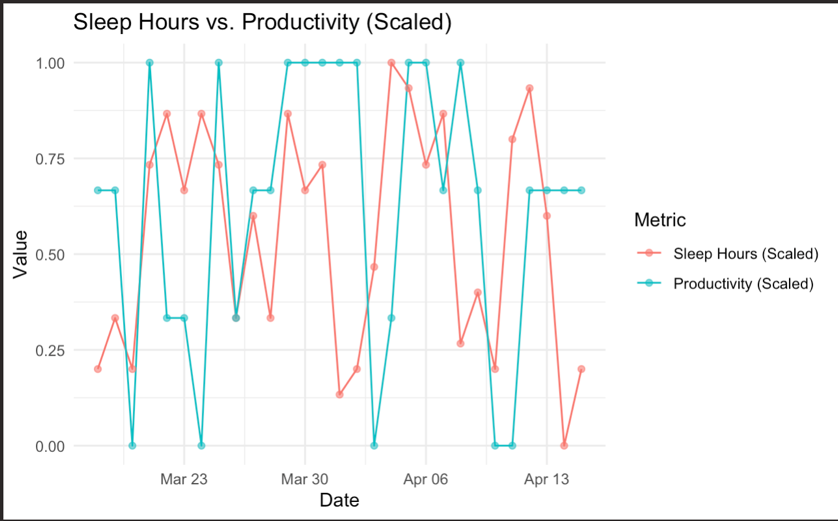 Sleep Hours vs. Productivity (Scaled)
1.00
0.75
0.50
0.25
0.00
Value
Mar 23 Mar 30 Apr 06 Apr 13
Date
Metric
Sleep Hours (Scaled)
Productivity (Scaled)